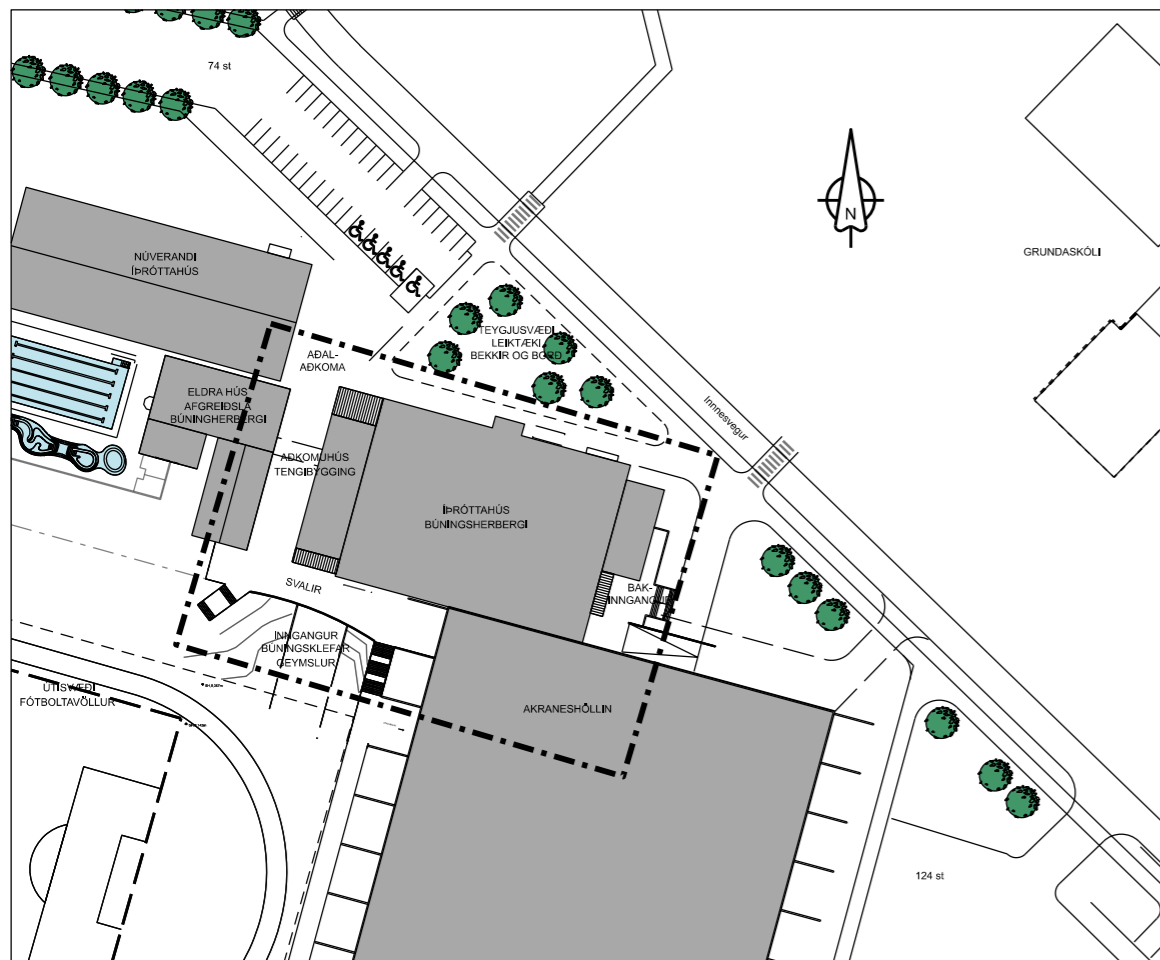 74 st
N
GRUNDASKÓLI
NÚVERANDI
ÍÞRÓTTAHÚS
TEYGJUSVÆÐI
LEIKTÆKI
BEKKIR OG BORÐ
AÐAL-
AÐKOMA
ELDRA HÚS
AFGREIÐSLA
BÚNINGHERBERGI
Innnesvegur
AÐKOMUHÚS
TENGIBYGGING
ÍÞRÓTTAHÚS
BÚNINGSHERBERGI
SVALIR
BAK-
INNGANGUR
INNGANGUR
BÚNINGSKLEFAR
GEYMSLUR
ÚTISVÆÐI
FÓTBOLTAVÖLLUR
AKRANESHÖLLIN
124 st